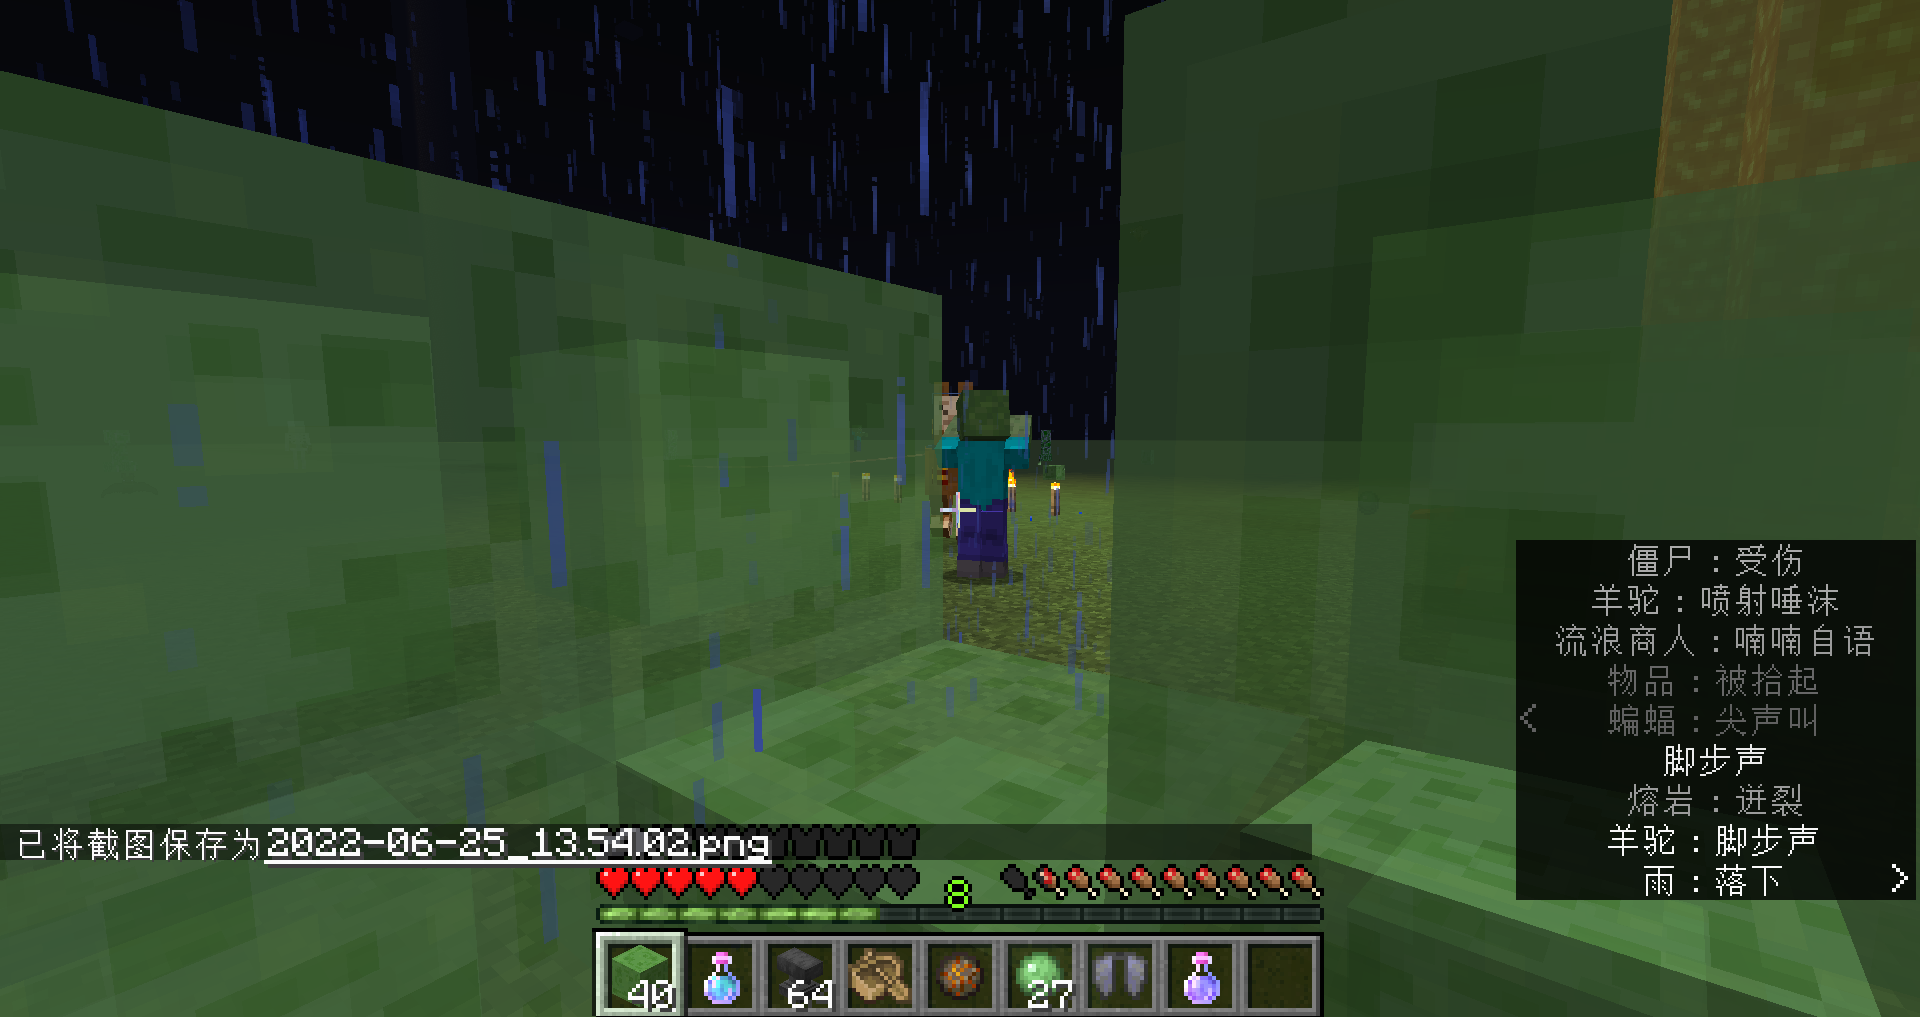 僵尸：受伤
羊驼：喷射唾沫
流浪商人：喃喃自语
物品：被拾起
< 蝙蝠：尖声叫
脚步声
熔岩：迸裂
羊驼：脚步声
雨：落下 >
已将截图保存为2022-06-25_13.54.02.png
8
40 64 27